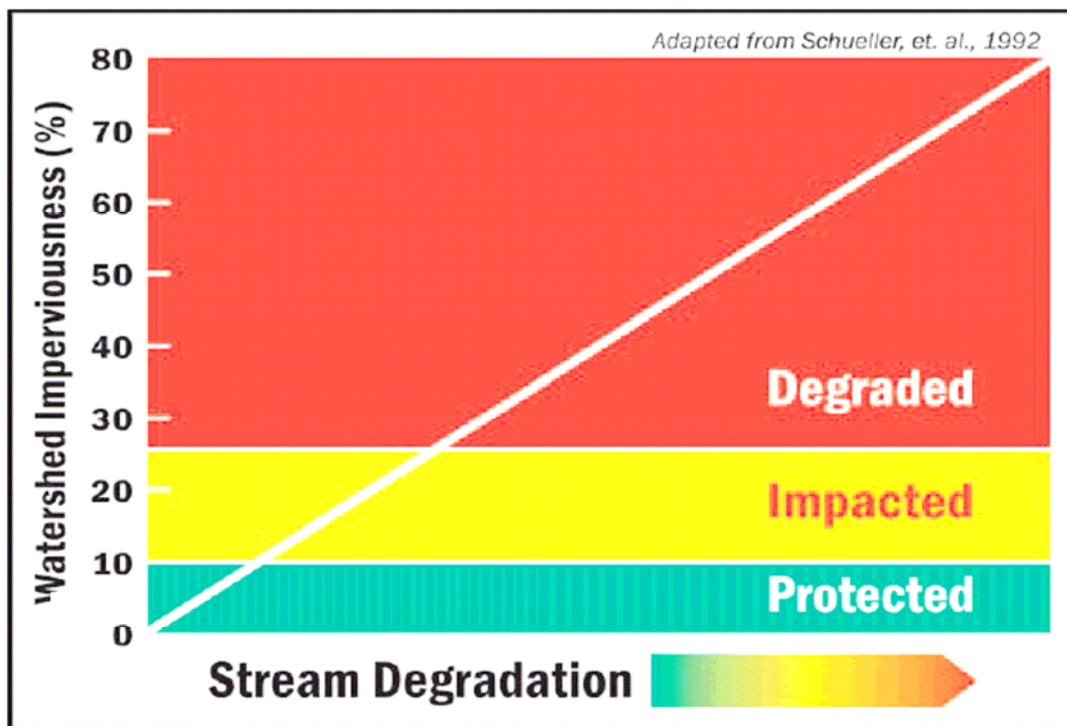 Adapted from Schueller, et. al., 1992
Watershed Imperviousness (%)
80
70
60
50
40
30
20
10
0
Degraded
Impacted
Protected
Stream Degradation